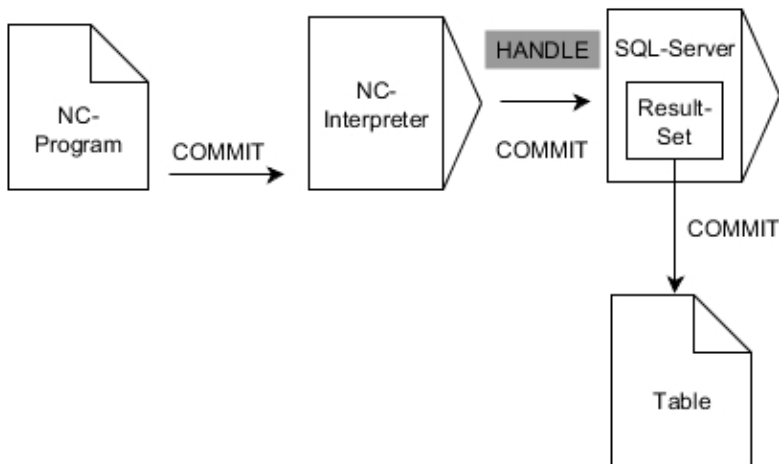 NC-
Program
COMMIT
NC-
Interpreter
HANDLE
COMMIT
SQL-Server
Result-
Set
COMMIT
Table